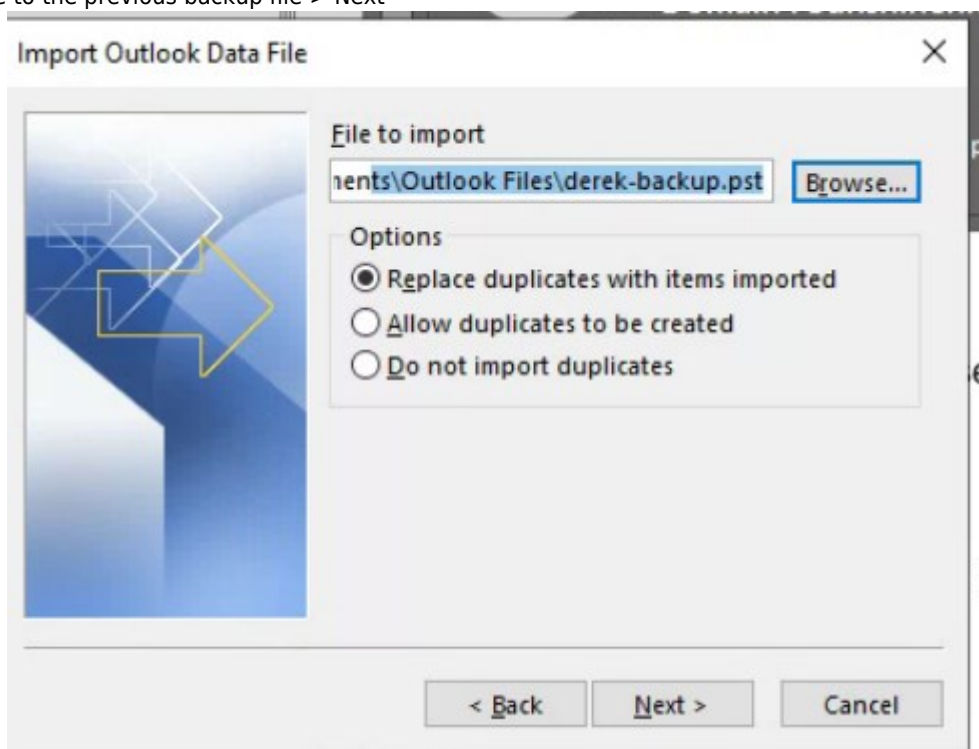 to the previous backup file > Next
Import Outlook Data File
File to import
ents\Outlook Files\derek-backup.pst
Browse...
Options
Replace duplicates with items imported
Allow duplicates to be created
Do not import duplicates
< Back
Next >
Cancel